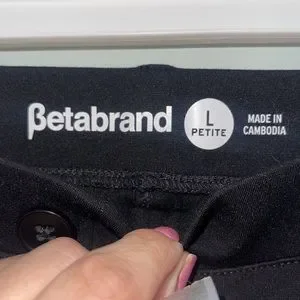 βetabrand
L
PETITE
MADE IN
CAMBODIA